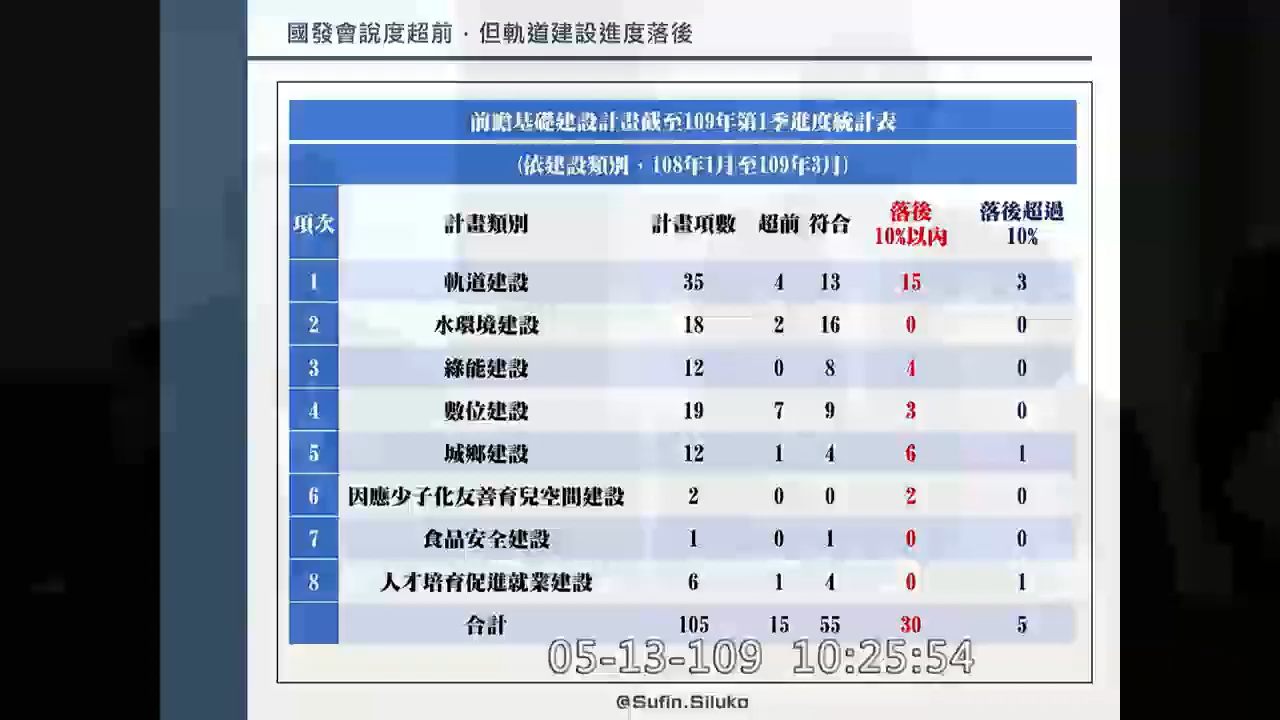 國發會說度超前，但軌道建設進度落後
前瞻基礎建設計畫截至109年第1季進度統計表
(依建設類別，108年1月至109年3月)
項次 計畫類別 計畫項數 超前 符合 落後10%以內 落後超過10%
1 軌道建設 35 4 13 15 3
2 水環境建設 18 2 16 0 0
3 綠能建設 12 0 8 4 0
4 數位建設 19 7 9 3 0
5 城鄉建設 12 1 4 6 1
6 因應少子化友善育兒空間建設 2 0 0 2 0
7 食品安全建設 1 0 1 0 0
8 人才培育促進就業建設 6 1 4 0 1
合計 105 15 55 30 5
05-13-109 10:25:54
@Sufin.Siluko